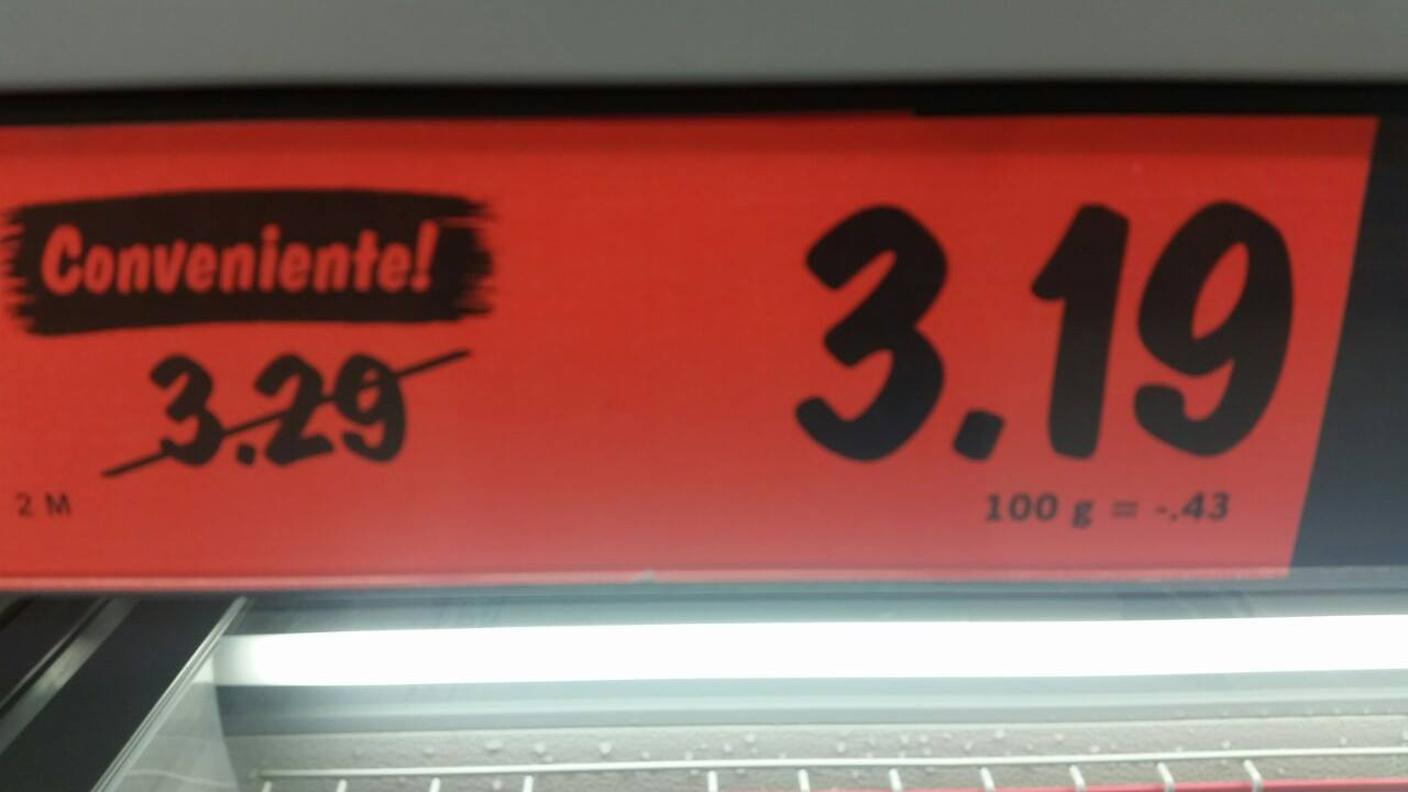 Conveniente!
3.29
3.19
2 M
100 g = -.43